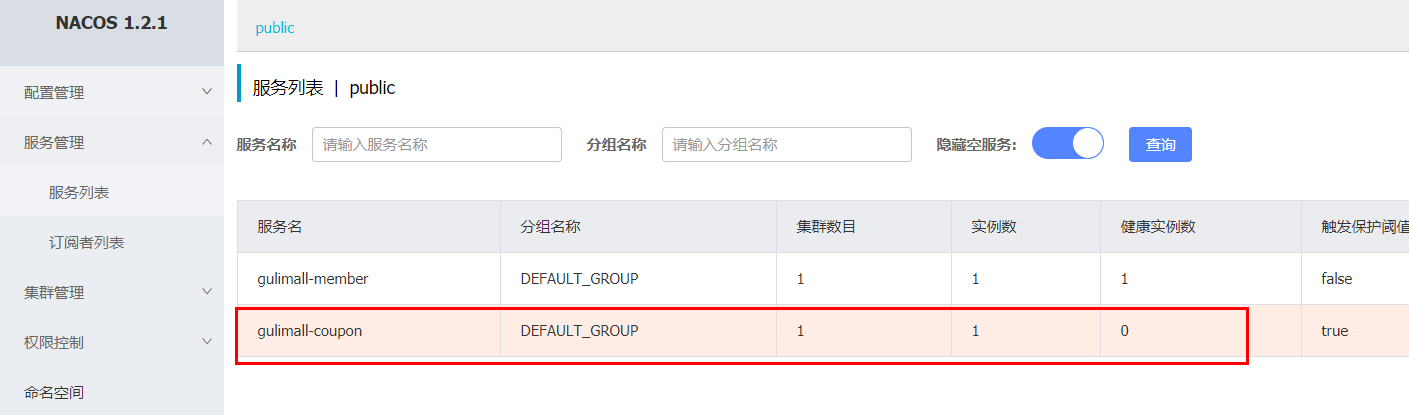 NACOS 1.2.1
配置管理
服务管理
服务列表
订阅者列表
集群管理
权限控制
命名空间
public
服务列表 | public
服务名称 请输入服务名称 分组名称 请输入分组名称 隐藏空服务: 查询
服务名 分组名称 集群数目 实例数 健康实例数 触发保护阈值
gulimall-member DEFAULT_GROUP 1 1 1 false
gulimall-coupon DEFAULT_GROUP 1 1 0 true